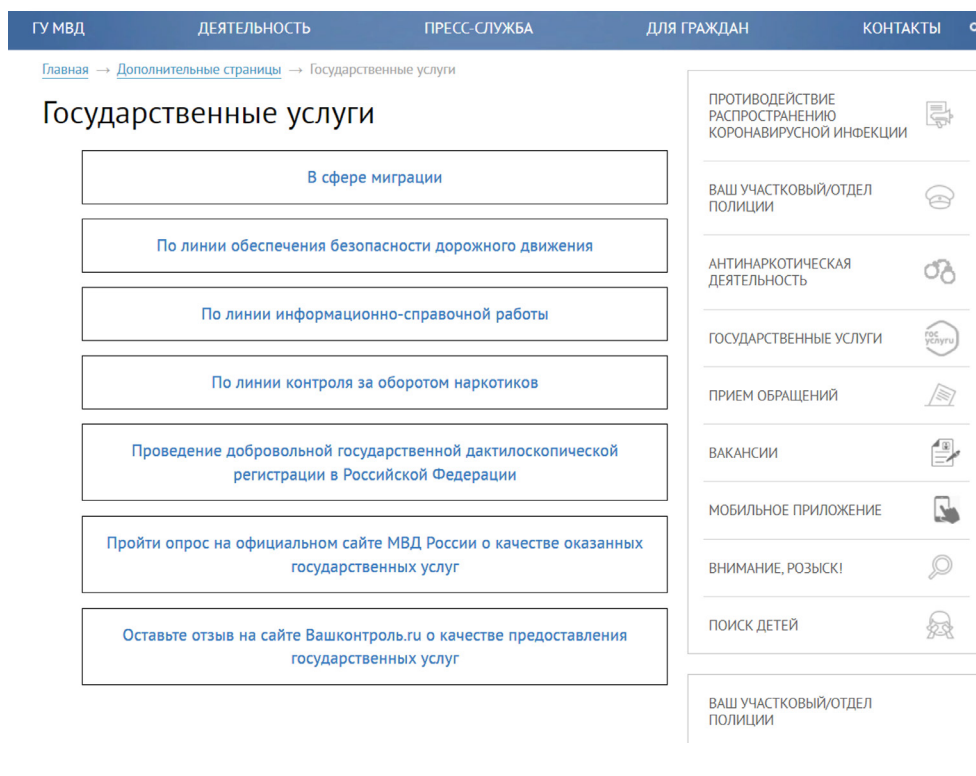 ГУ МВД ДЕЯТЕЛЬНОСТЬ ПРЕСС-СЛУЖБА ДЛЯ ГРАЖДАН КОНТАКТЫ
Главная → Дополнительные страницы → Государственные услуги
Государственные услуги
В сфере миграции
По линии обеспечения безопасности дорожного движения
По линии информационно-справочной работы
По линии контроля за оборотом наркотиков
Проведение добровольной государственной дактилоскопической
регистрации в Российской Федерации
Пройти опрос на официальном сайте МВД России о качестве оказанных
государственных услуг
Оставьте отзыв на сайте Вашконтроль.ru о качестве предоставления
государственных услуг
ПРОТИВОДЕЙСТВИЕ
РАСПРОСТРАНЕНИЮ
КОРОНАВИРУСНОЙ ИНФЕКЦИИ
ВАШ УЧАСТКОВЫЙ/ОТДЕЛ
ПОЛИЦИИ
АНТИНАРКОТИЧЕСКАЯ
ДЕЯТЕЛЬНОСТЬ
ГОСУДАРСТВЕННЫЕ УСЛУГИ
гос
услуги
ПРИЕМ ОБРАЩЕНИЙ
ВАКАНСИИ
МОБИЛЬНОЕ ПРИЛОЖЕНИЕ
ВНИМАНИЕ, РОЗЫСК!
ПОИСК ДЕТЕЙ
ВАШ УЧАСТКОВЫЙ/ОТДЕЛ
ПОЛИЦИИ